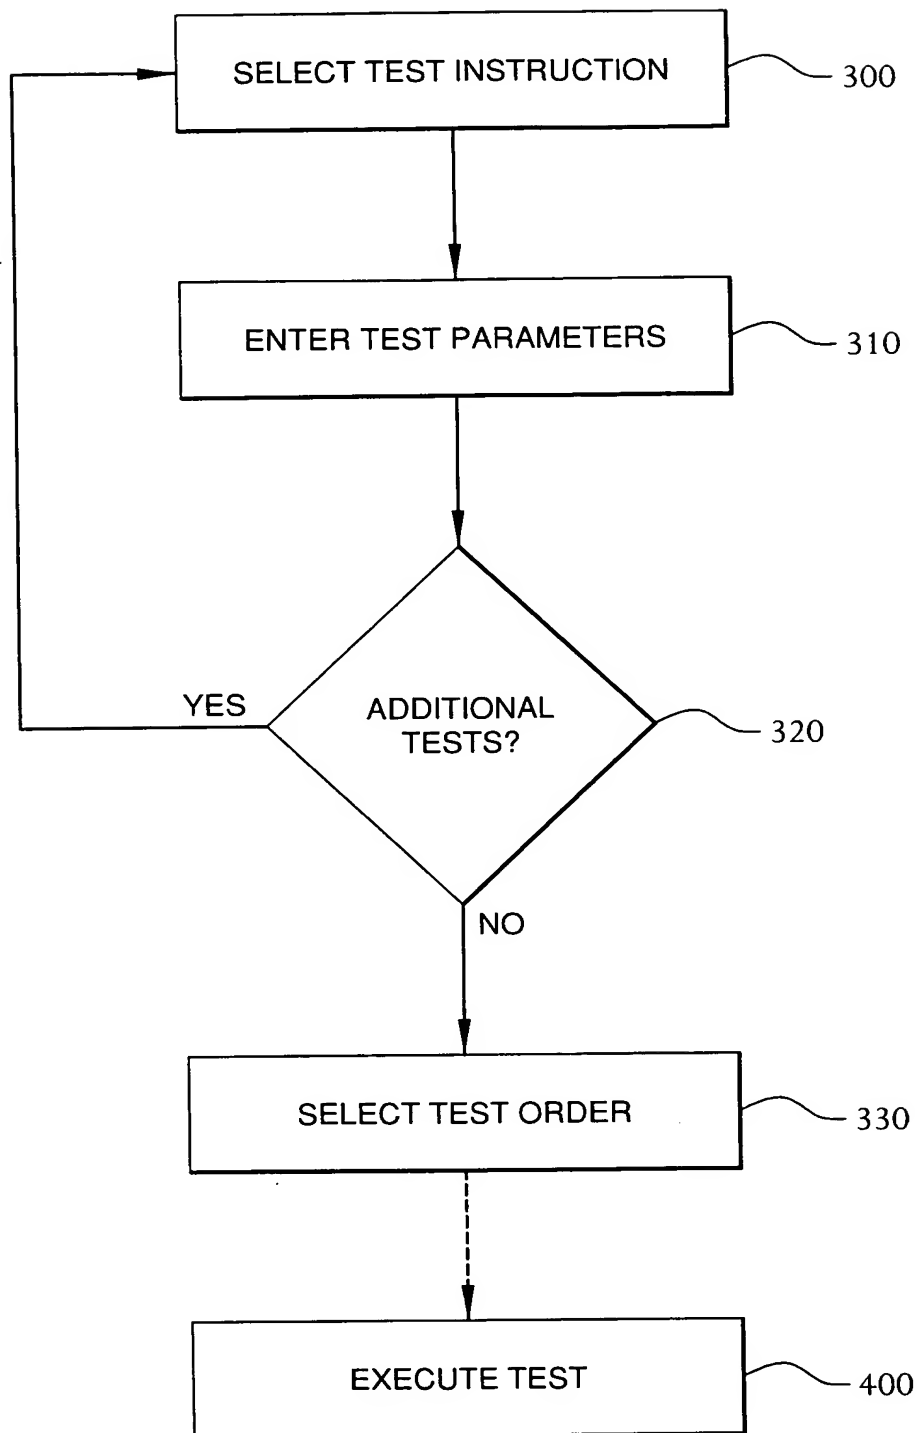 SELECT TEST INSTRUCTION
300
ENTER TEST PARAMETERS
310
YES
ADDITIONAL
TESTS?
320
NO
SELECT TEST ORDER
330
EXECUTE TEST
400